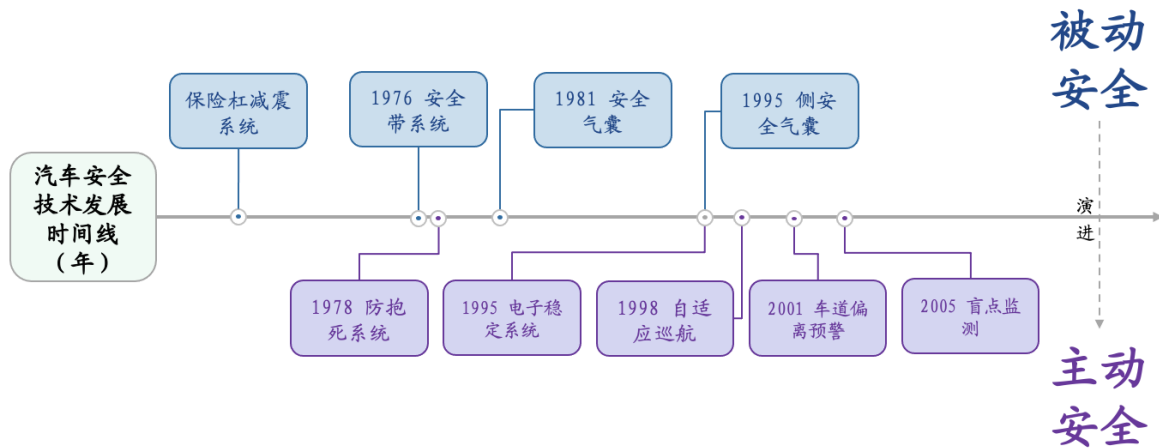 汽车安全
技术发展
时间线
（年）
保险杠减震
系统
1976 安全
带系统
1981 安全
气囊
1995 侧安
全气囊
1978 防抱
死系统
1995 电子稳
定系统
1998 自适
应巡航
2001 车道偏
离预警
2005 盲点监
测
被动
安全
演
进
主动
安全